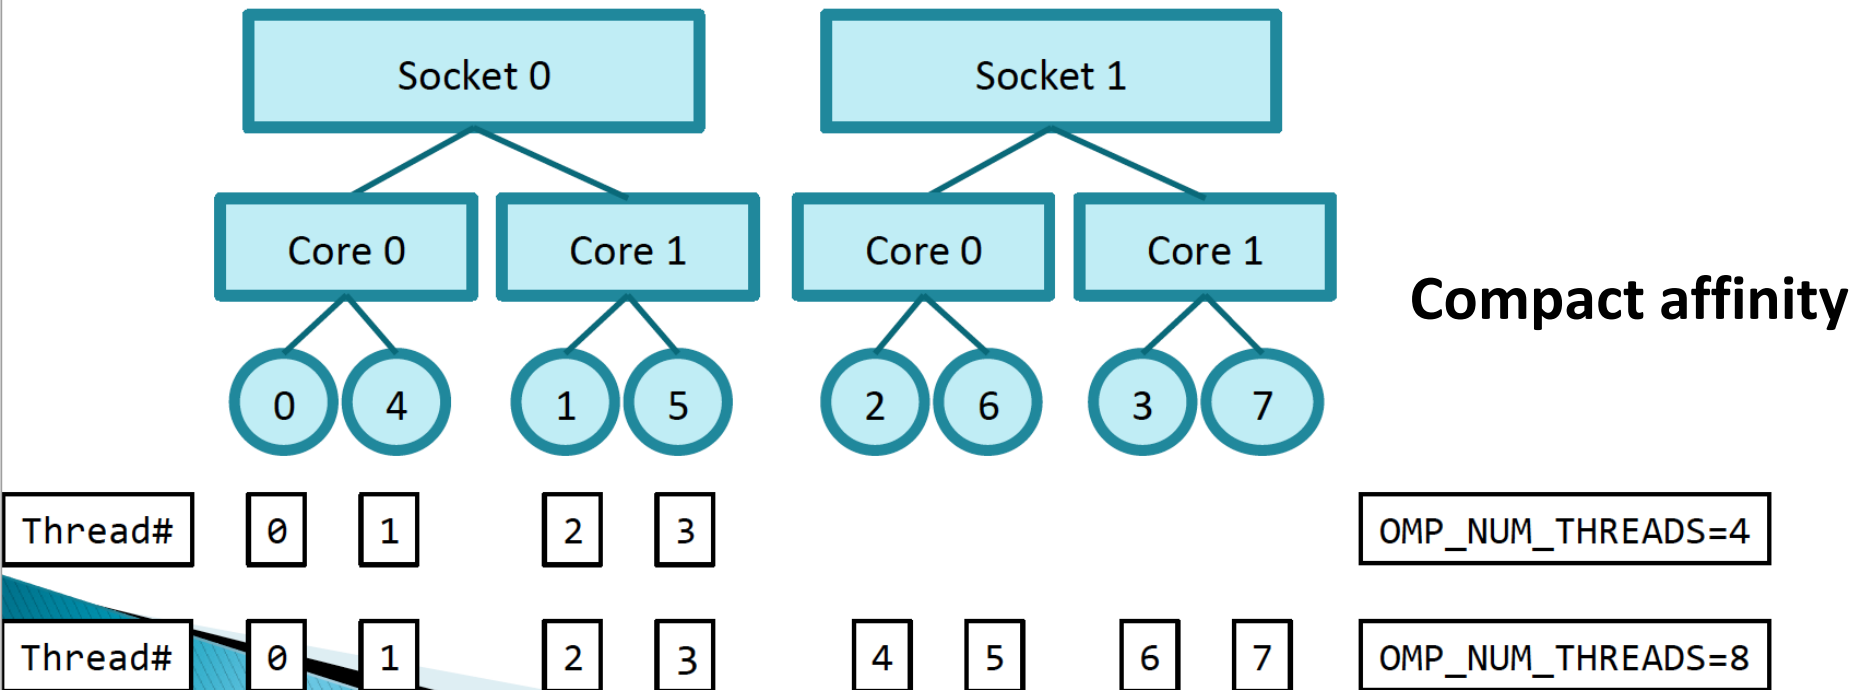 Socket 0 Socket 1
Core 0 Core 1 Core 0 Core 1
Compact affinity
0 4 1 5 2 6 3 7
Thread# 0 1 2 3 OMP_NUM_THREADS=4
Thread# 0 1 2 3 4 5 6 7 OMP_NUM_THREADS=8